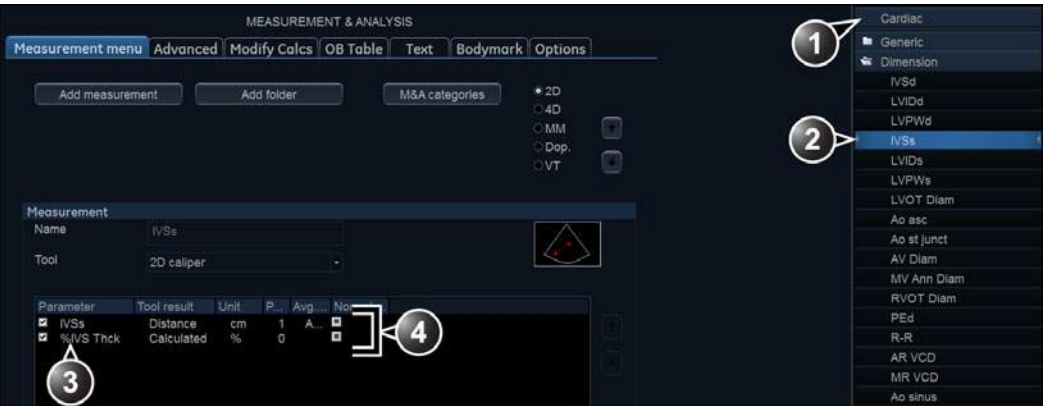 MEASUREMENT & ANALYSIS
Measurement menu Advanced Modify Calcs OB Table Text Bodymark Options
Add measurement Add folder M&A categories
2D
4D
MM
Dop.
VT
Measurement
Name IVSs
Tool 2D caliper
Parameter Tool result Unit P... Avg....
IVSs Distance cm 1 A...
%IVS Thck Calculated % 0
3
4
1
Cardiac
Generic
Dimension
IVSd
LVIDd
LVPWd
2
IVSs
LVIDs
LVPWs
LVOT Diam
Ao asc
Ao st junct
AV Diam
MV Ann Diam
RVOT Diam
PEd
R-R
AR VCD
MR VCD
Ao sinus